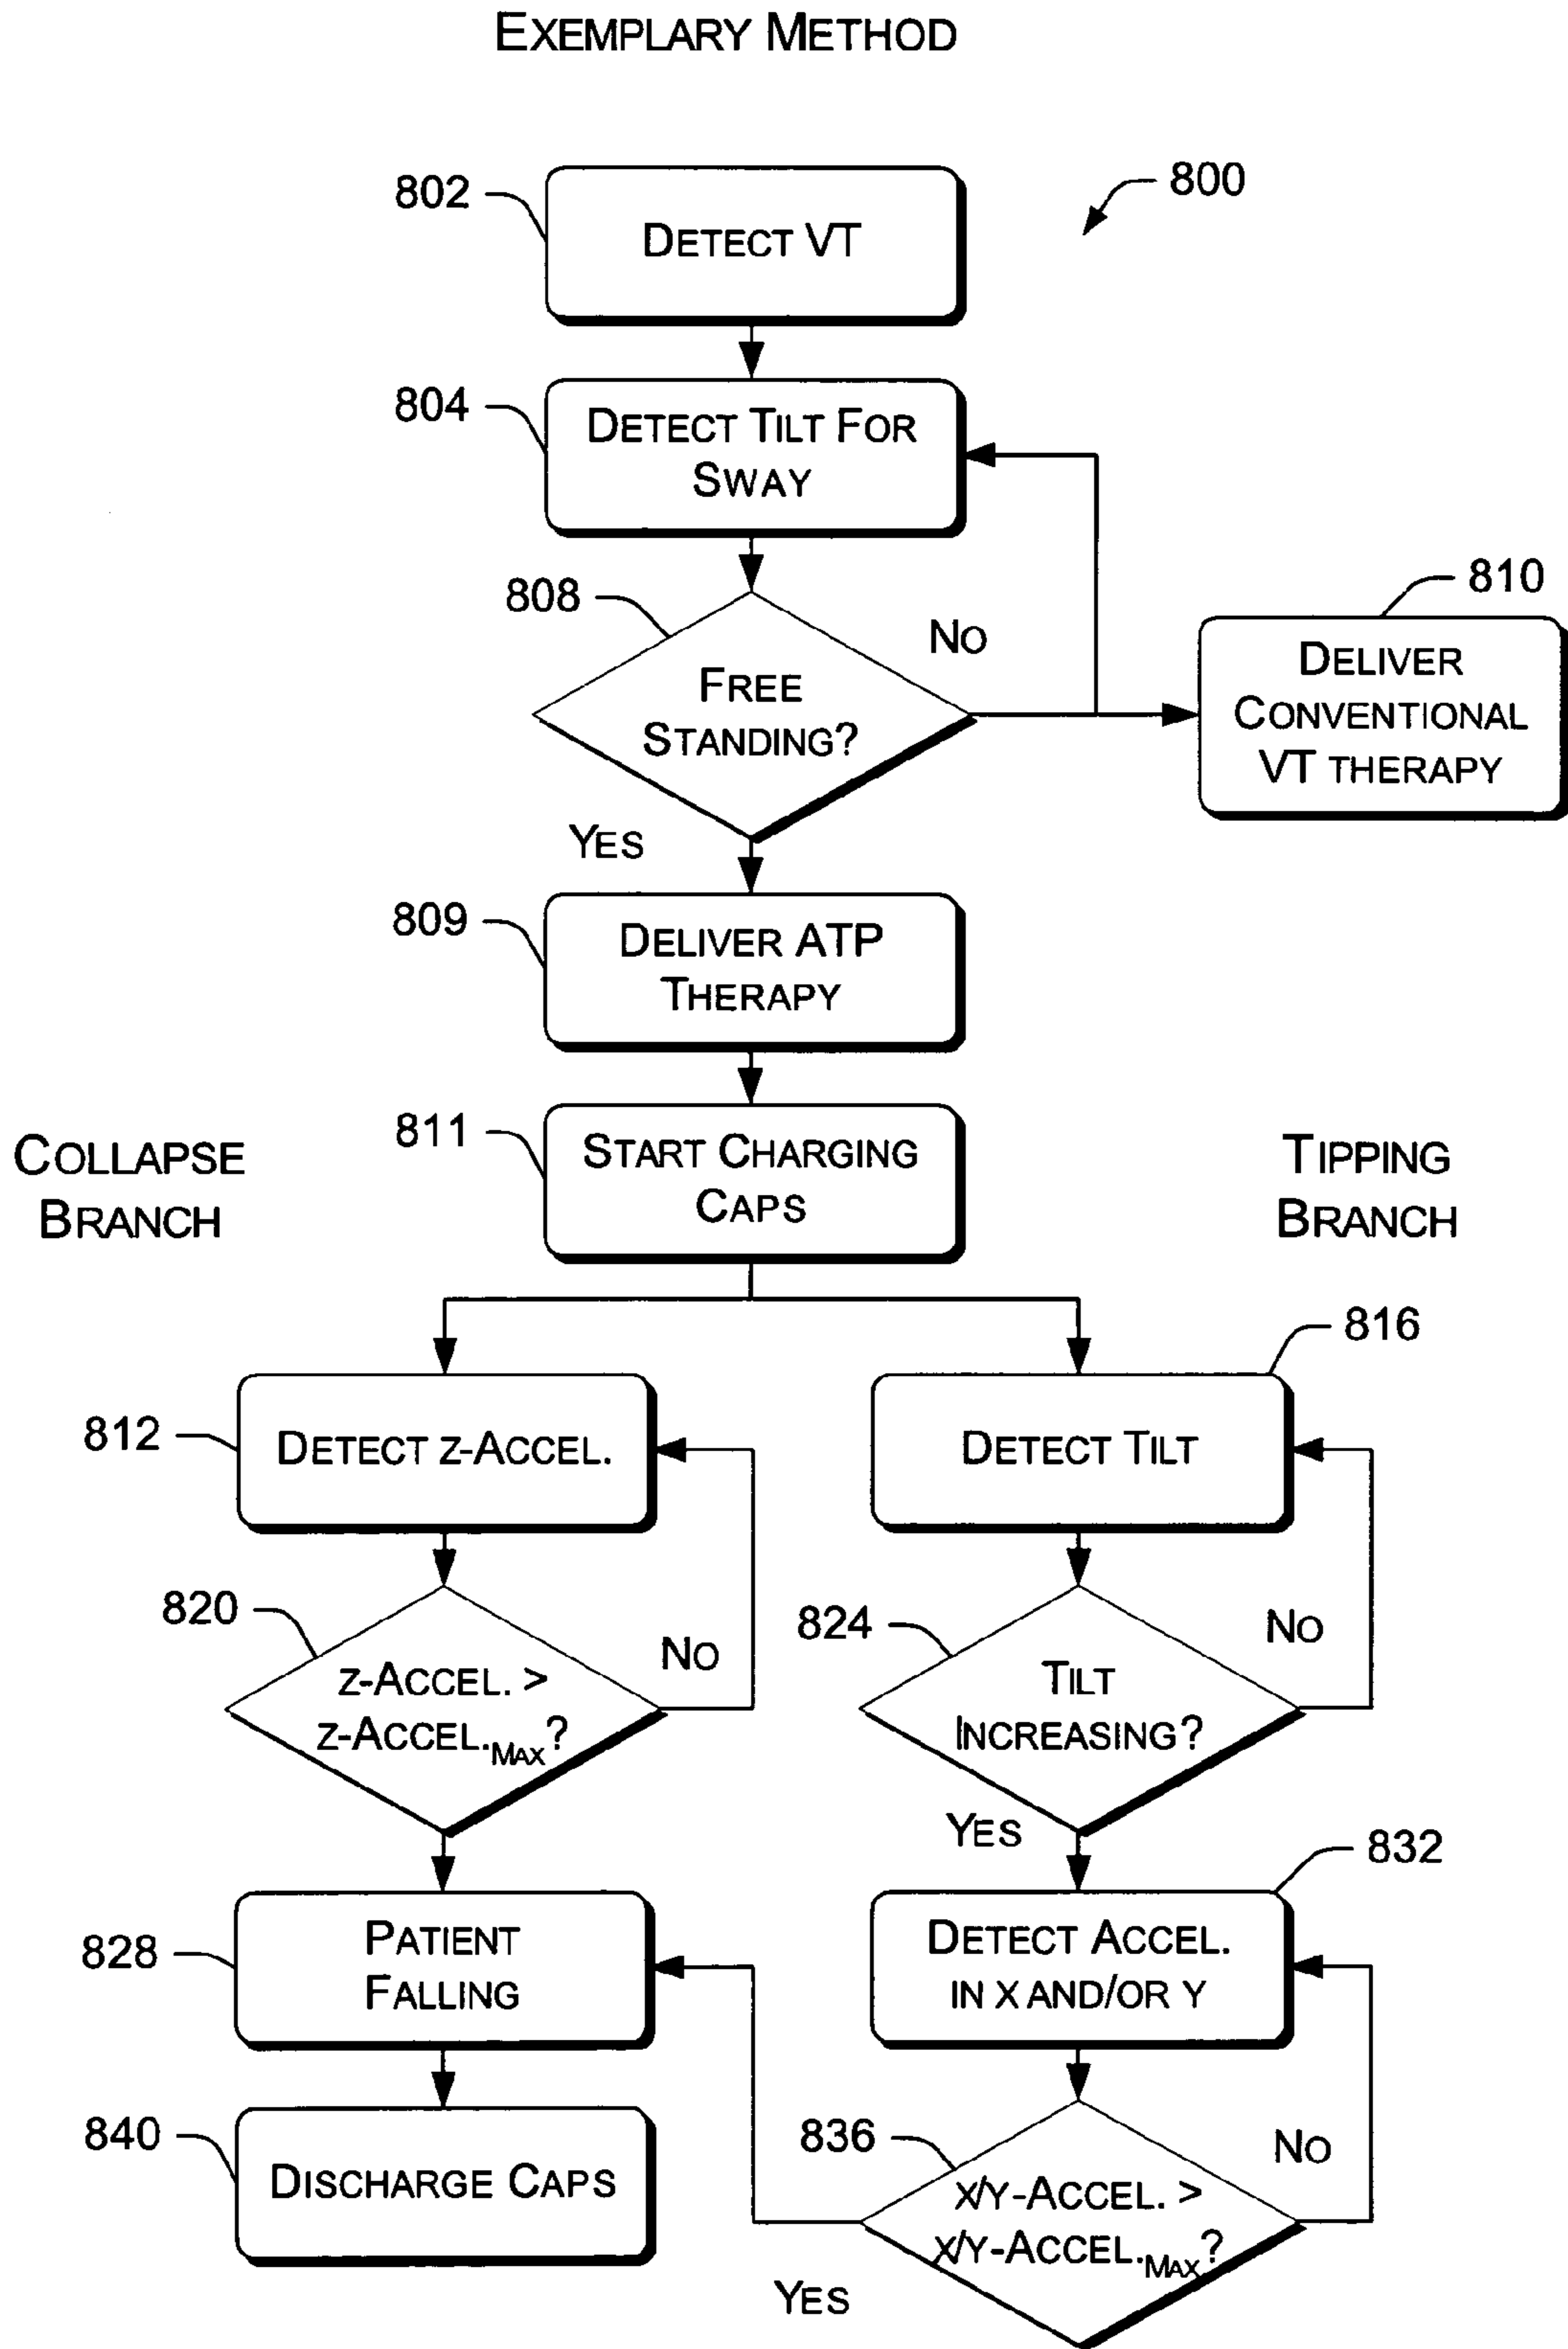 EXEMPLARY METHOD
800
802
DETECT VT
804
DETECT TILT FOR
SWAY
808
FREE
STANDING?
NO
810
DELIVER
CONVENTIONAL
VT THERAPY
YES
809
DELIVER ATP
THERAPY
811
START CHARGING
CAPS
COLLAPSE
BRANCH
TIPPING
BRANCH
812
DETECT Z-ACCEL.
816
DETECT TILT
820
Z-ACCEL. >
Z-ACCEL.MAX?
NO
824
TILT
INCREASING?
NO
YES
828
PATIENT
FALLING
832
DETECT ACCEL.
IN X AND/OR Y
840
DISCHARGE CAPS
836
X/Y-ACCEL. >
X/Y-ACCEL.MAX?
NO
YES